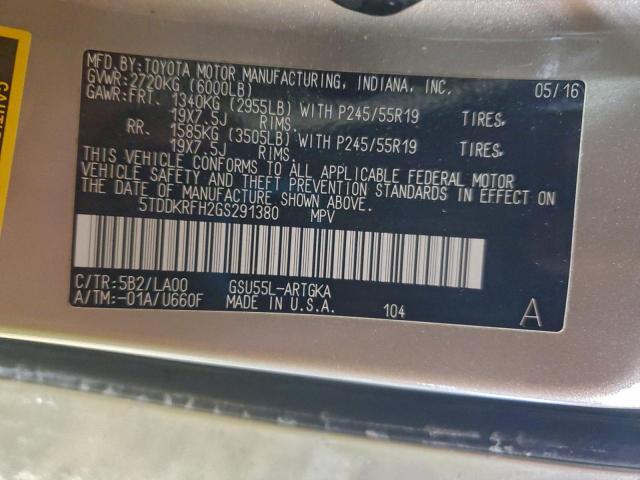 MFD.BY:TOYOTA MOTOR MANUFACTURING, INDIANA, INC. 05/16
GVWR:2720KG (6000LB)
GAWR:FRT. 1340KG (2955LB) WITH P245/55R19 TIRES,
19X7.5J RIMS.
RR. 1585KG (3505LB) WITH P245/55R19 TIRES,
19X7.5J RIMS.
THIS VEHICLE CONFORMS TO ALL APPLICABLE FEDERAL MOTOR
VEHICLE SAFETY AND THEFT PREVENTION STANDARDS IN EFFECT ON
THE DATE OF MANUFACTURE SHOWN ABOVE.
5TDDKRFH2GS291380 MPV
C/TR:5B2/LA00 GSU55L-ARTGKA
A/TM:-01A/U660F MADE IN U.S.A. 104 A